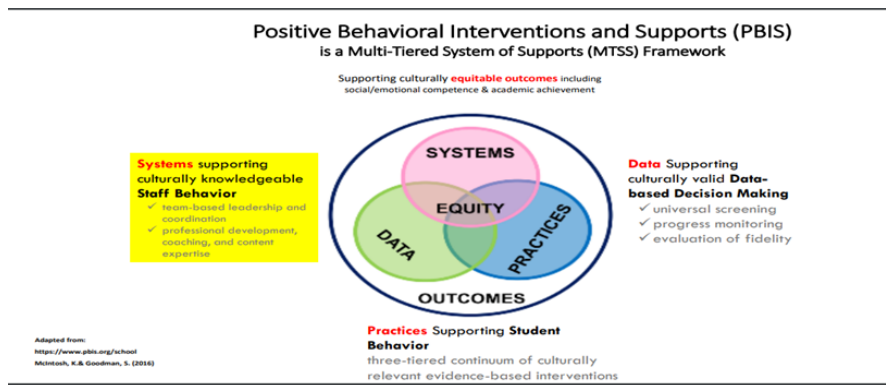 Positive Behavioral Interventions and Supports (PBIS)
is a Multi-Tiered System of Supports (MTSS) Framework
Supporting culturally equitable outcomes including
social/emotional competence & academic achievement
Systems supporting
culturally knowledgeable
Staff Behavior
✓ team-based leadership and
coordination
✓ professional development,
coaching, and content
expertise
SYSTEMS
EQUITY
DATA
PRACTICES
OUTCOMES
Data Supporting
culturally valid Data-
based Decision Making
✓ universal screening
✓ progress monitoring
✓ evaluation of fidelity
Practices Supporting Student
Behavior
three-tiered continuum of culturally
relevant evidence-based interventions
Adapted from:
https://www.pbis.org/school
McIntosh, K.& Goodman, S. (2016)